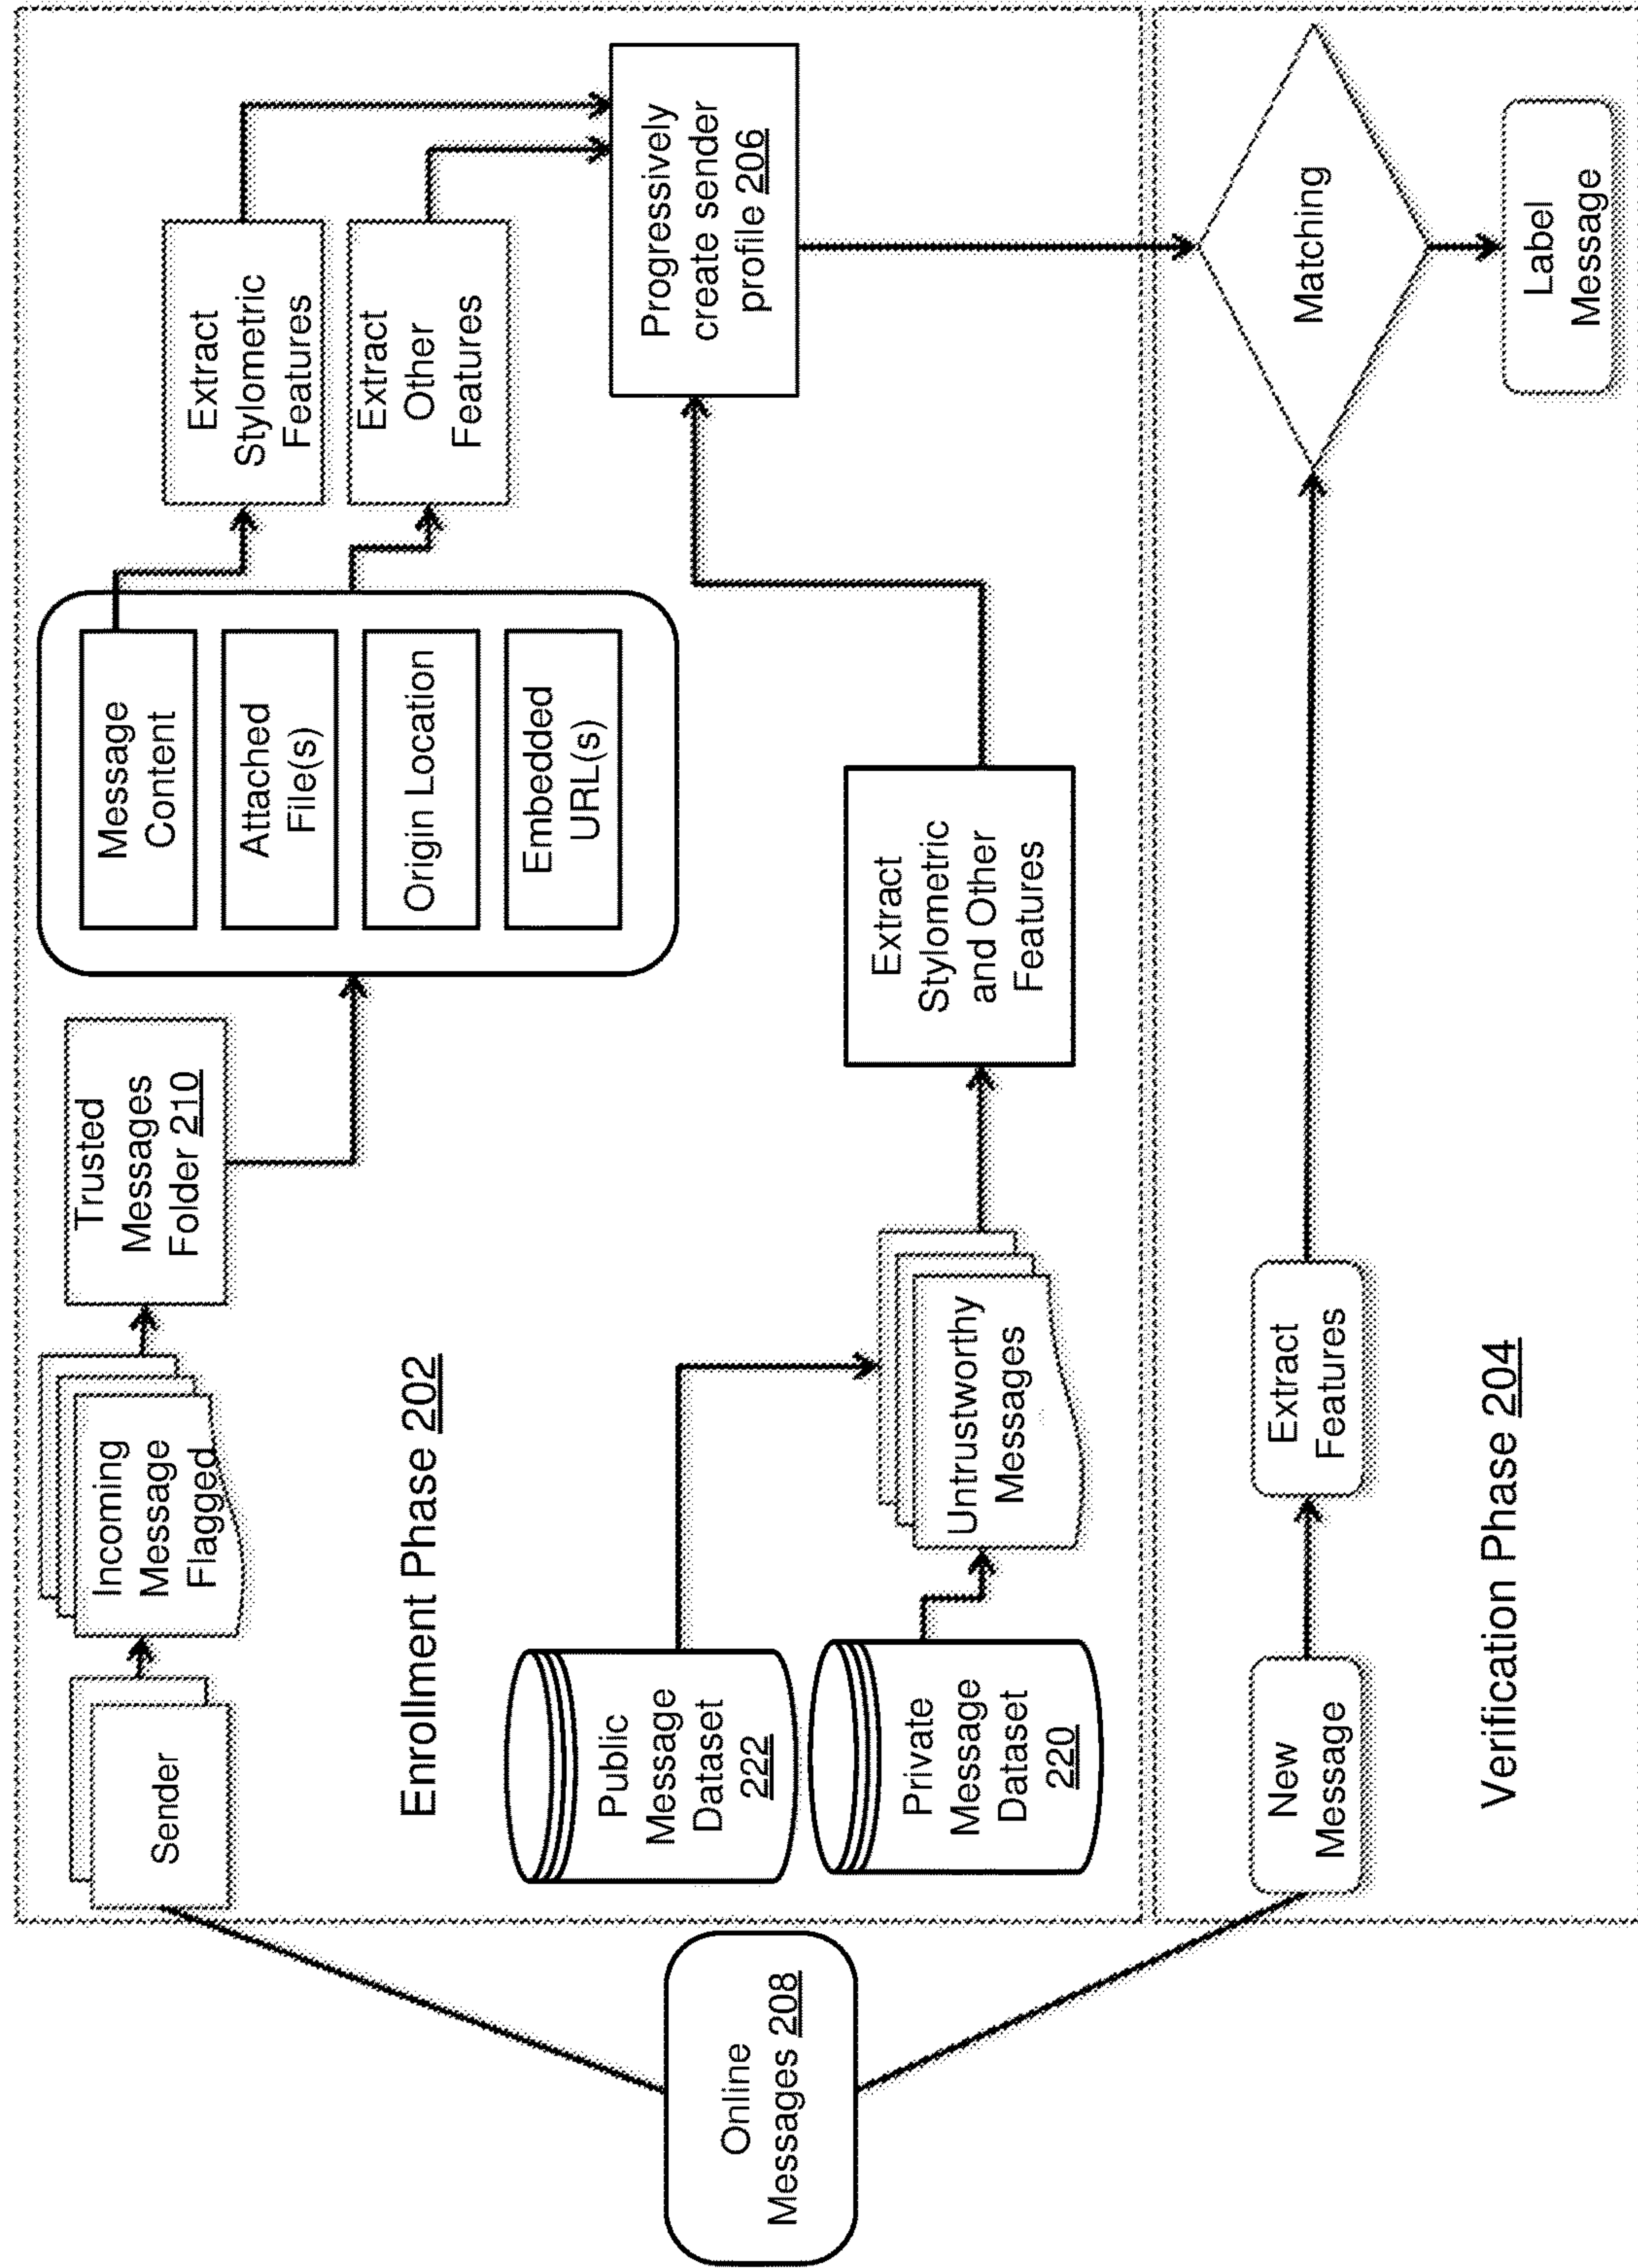 Online
Messages 208
Sender
Incoming
Message
Flagged
Trusted
Messages
Folder 210
Message
Content
Attached
File(s)
Origin Location
Embedded
URL(s)
Extract
Stylometric
Features
Extract
Other
Features
Progressively
create sender
profile 206
Enrollment Phase 202
Public
Message
Dataset
222
Private
Message
Dataset
220
Untrustworthy
Messages
Extract
Stylometric
and Other
Features
New
Message
Extract
Features
Matching
Label
Message
Verification Phase 204